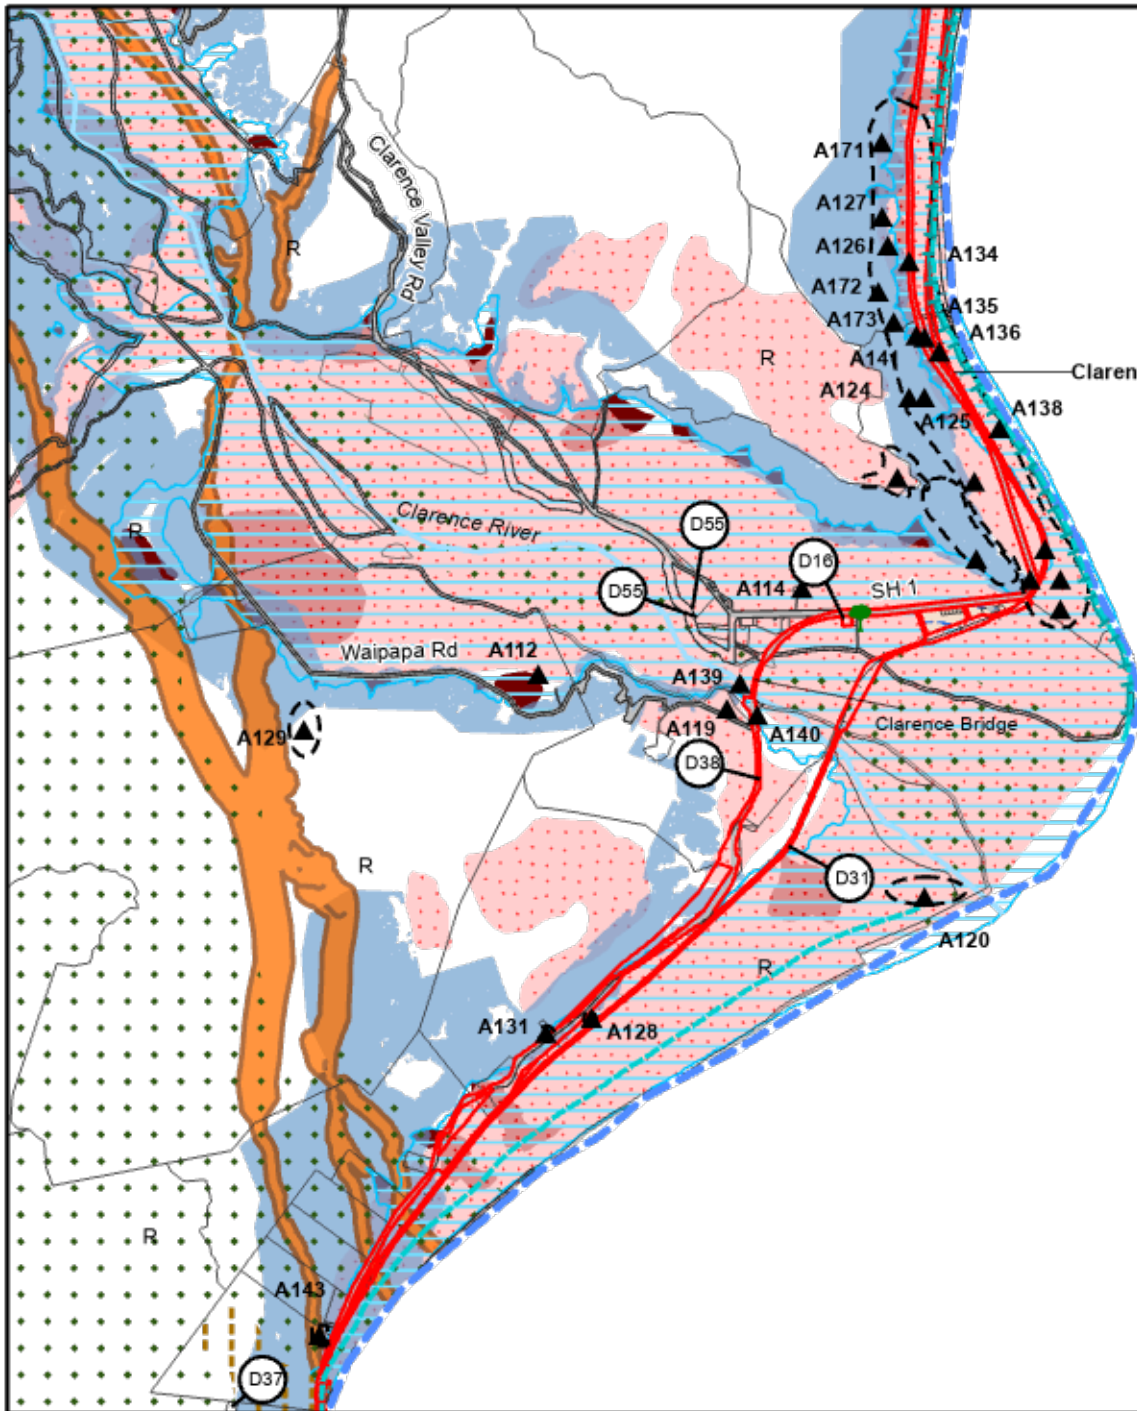 A171
Clarence Valley Rd
A127
R
A126
A134
A172
A135
A173
A136
R
A141
Claren
A124
A138
A125
Clarence River
D55
R
D16
D55
A114
SH 1
Waipapa Rd
A112
A139
A129
A119
A140
Clarence Bridge
D38
R
D31
A120
R
A131
A128
R
A143
D37